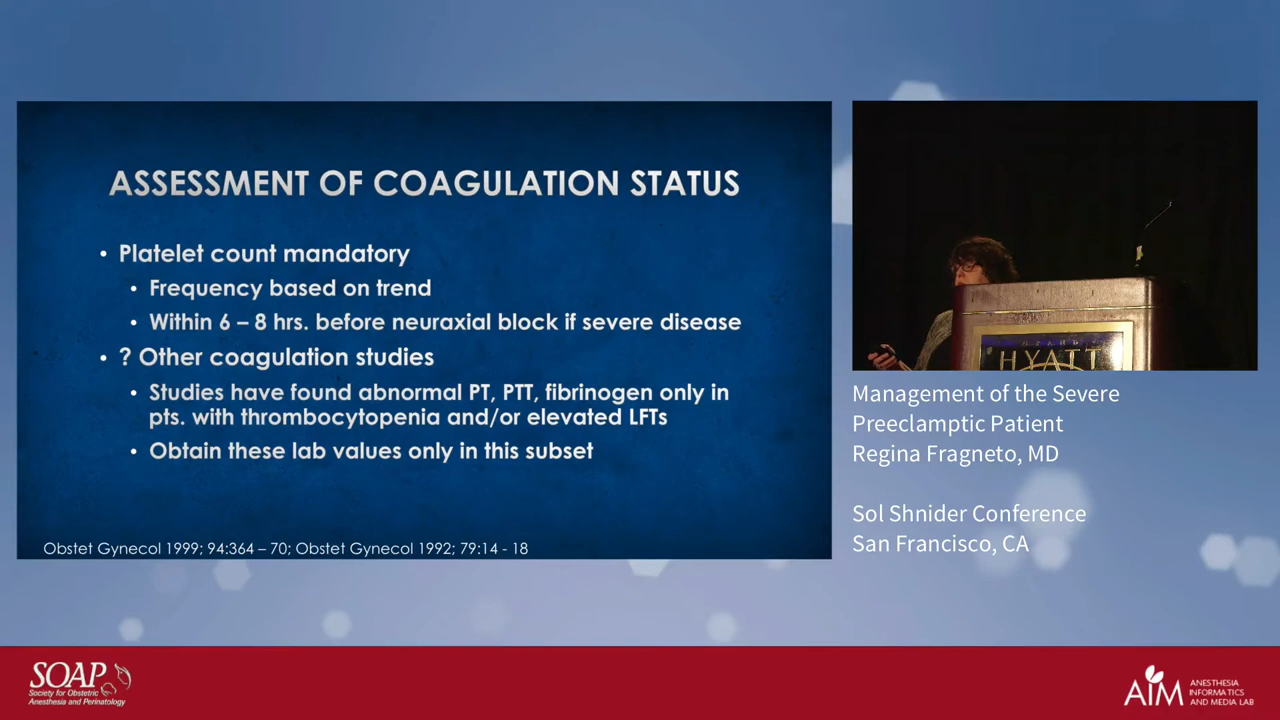 ASSESSMENT OF COAGULATION STATUS
• Platelet count mandatory
• Frequency based on trend
• Within 6 – 8 hrs. before neuraxial block if severe disease
• ? Other coagulation studies
• Studies have found abnormal PT, PTT, fibrinogen only in
pts. with thrombocytopenia and/or elevated LFTs
• Obtain these lab values only in this subset
Obstet Gynecol 1999; 94:364 – 70; Obstet Gynecol 1992; 79:14 - 18
HYATT
Management of the Severe
Preeclamptic Patient
Regina Fragneto, MD
Sol Shnider Conference
San Francisco, CA
SOAP
Society for Obstetric
Anesthesia and Perinatology
AIM
ANESTHESIA
INFORMATICS
AND MEDIA LAB